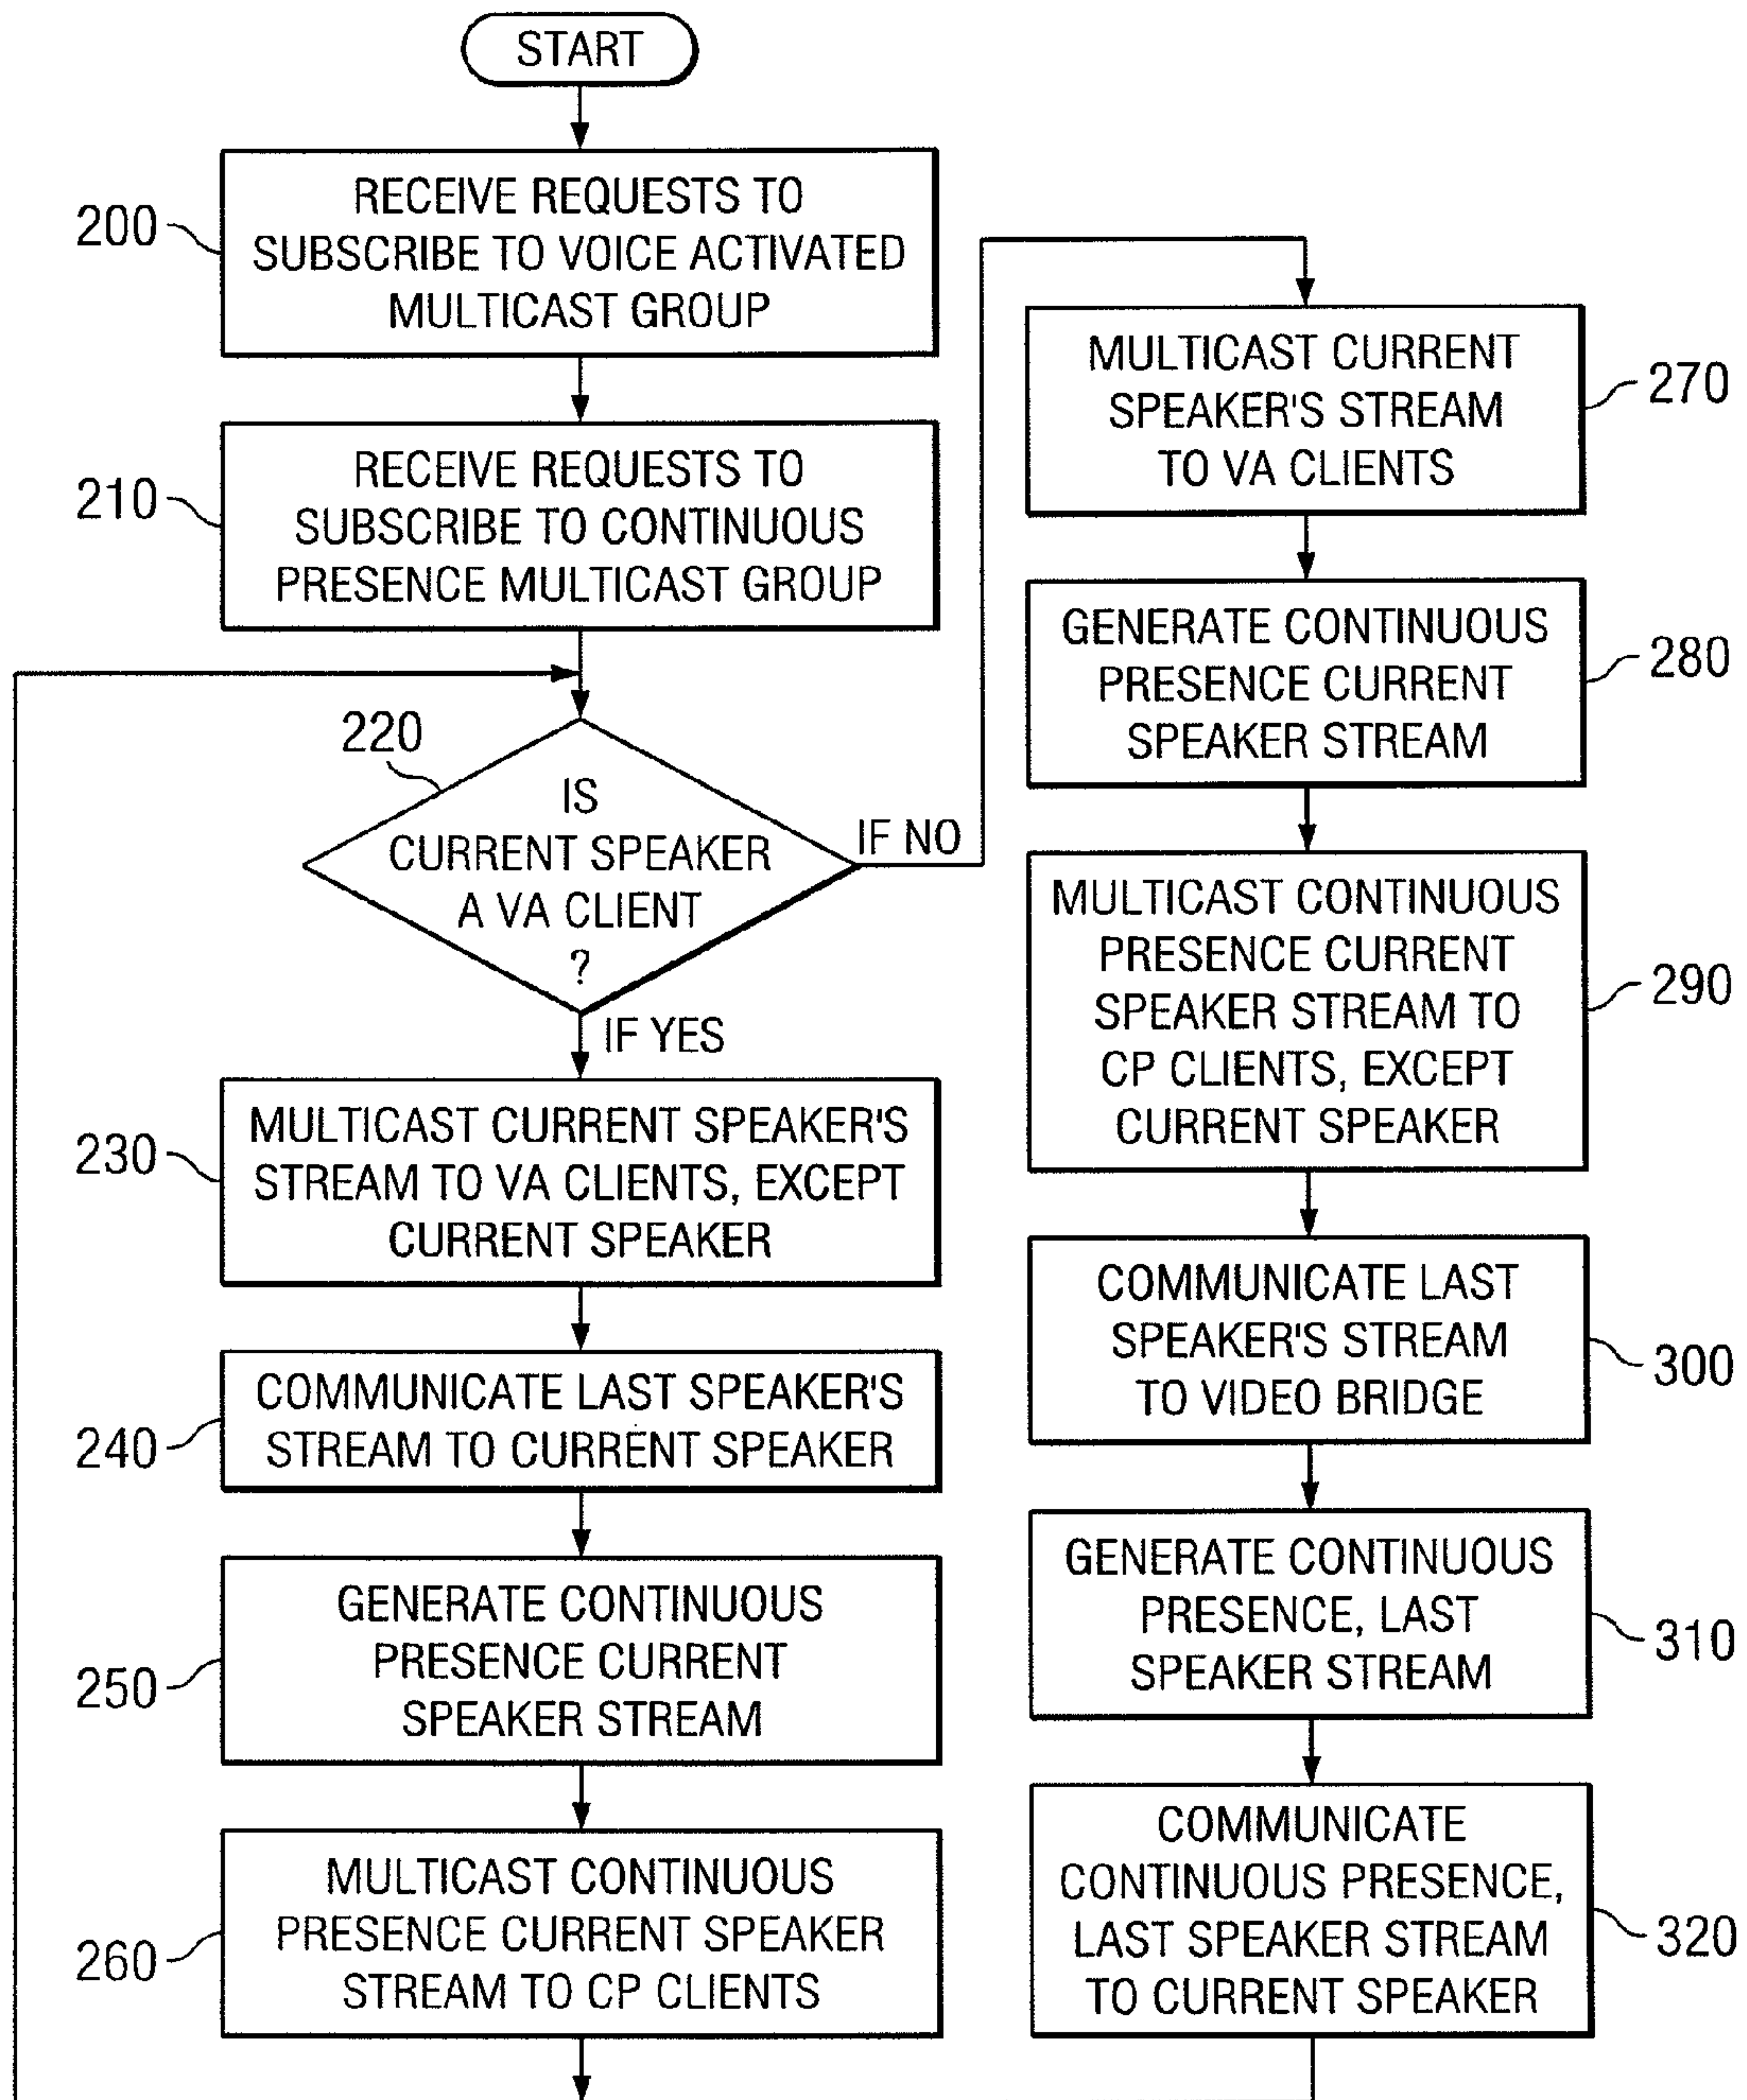 START
200
RECEIVE REQUESTS TO
SUBSCRIBE TO VOICE ACTIVATED
MULTICAST GROUP
210
RECEIVE REQUESTS TO
SUBSCRIBE TO CONTINUOUS
PRESENCE MULTICAST GROUP
220
IS
CURRENT SPEAKER
A VA CLIENT
?
IF NO
IF YES
230
MULTICAST CURRENT SPEAKER'S
STREAM TO VA CLIENTS, EXCEPT
CURRENT SPEAKER
240
COMMUNICATE LAST SPEAKER'S
STREAM TO CURRENT SPEAKER
250
GENERATE CONTINUOUS
PRESENCE CURRENT
SPEAKER STREAM
260
MULTICAST CONTINUOUS
PRESENCE CURRENT SPEAKER
STREAM TO CP CLIENTS
MULTICAST CURRENT
SPEAKER'S STREAM
TO VA CLIENTS
270
GENERATE CONTINUOUS
PRESENCE CURRENT
SPEAKER STREAM
280
MULTICAST CONTINUOUS
PRESENCE CURRENT
SPEAKER STREAM TO
CP CLIENTS, EXCEPT
CURRENT SPEAKER
290
COMMUNICATE LAST
SPEAKER'S STREAM
TO VIDEO BRIDGE
300
GENERATE CONTINUOUS
PRESENCE, LAST
SPEAKER STREAM
310
COMMUNICATE
CONTINUOUS PRESENCE,
LAST SPEAKER STREAM
TO CURRENT SPEAKER
320